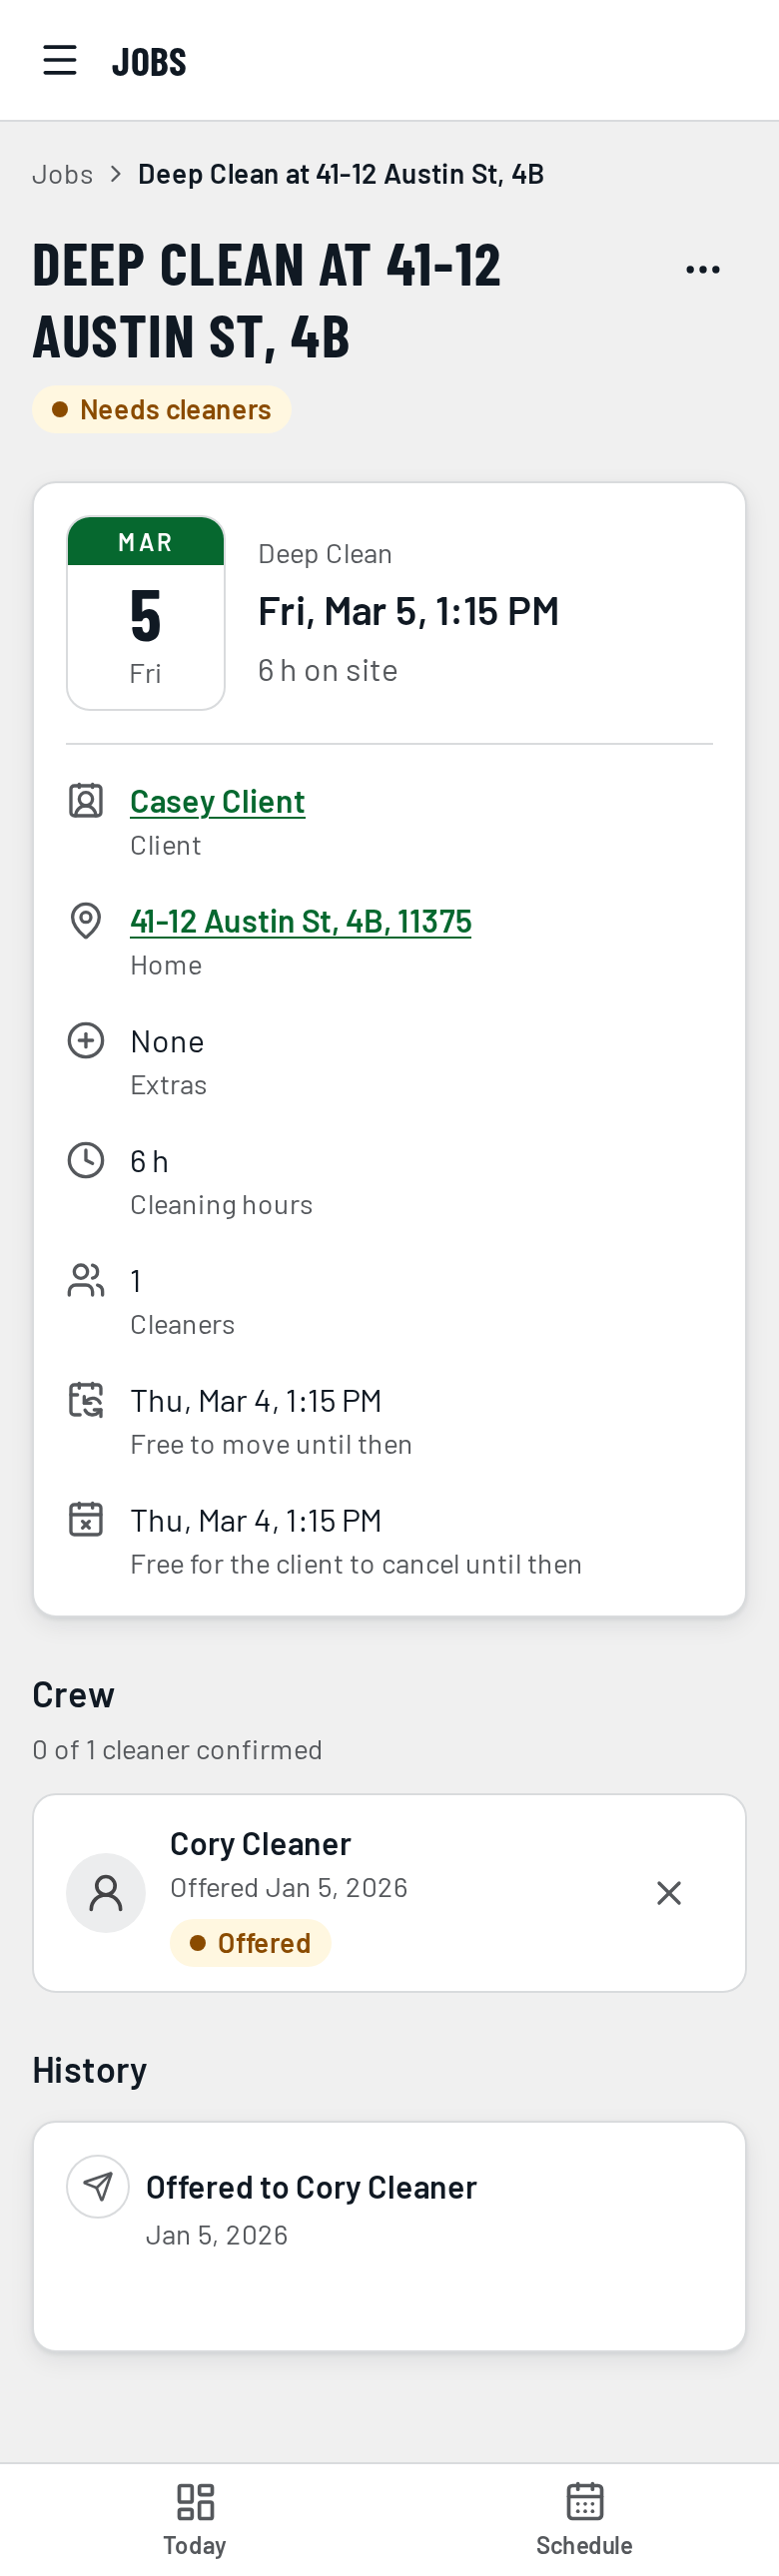 JOBS
Jobs > Deep Clean at 41-12 Austin St, 4B
DEEP CLEAN AT 41-12
AUSTIN ST, 4B
Needs cleaners
MAR
5
Fri
Deep Clean
Fri, Mar 5, 1:15 PM
6 h on site
Casey Client
Client
41-12 Austin St, 4B, 11375
Home
None
Extras
6 h
Cleaning hours
1
Cleaners
Thu, Mar 4, 1:15 PM
Free to move until then
Thu, Mar 4, 1:15 PM
Free for the client to cancel until then
Crew
0 of 1 cleaner confirmed
Cory Cleaner
Offered Jan 5, 2026
Offered
History
Offered to Cory Cleaner
Jan 5, 2026
Today
Schedule